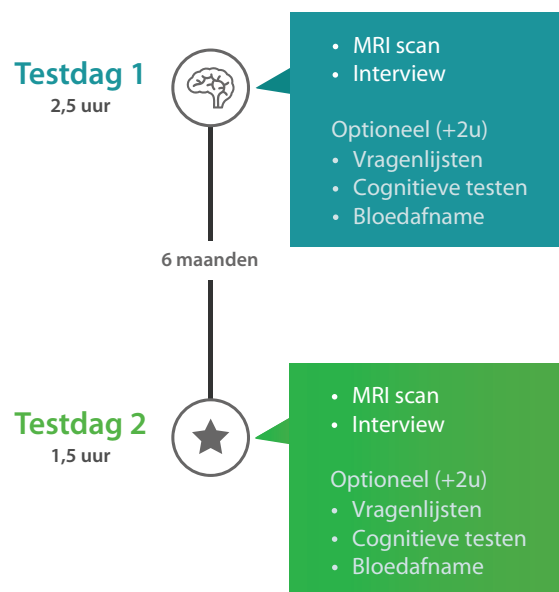 Testdag 1
2,5 uur
• MRI scan
• Interview
Optioneel (+2u)
• Vragenlijsten
• Cognitieve testen
• Bloedafname
6 maanden
Testdag 2
1,5 uur
• MRI scan
• Interview
Optioneel (+2u)
• Vragenlijsten
• Cognitieve testen
• Bloedafname